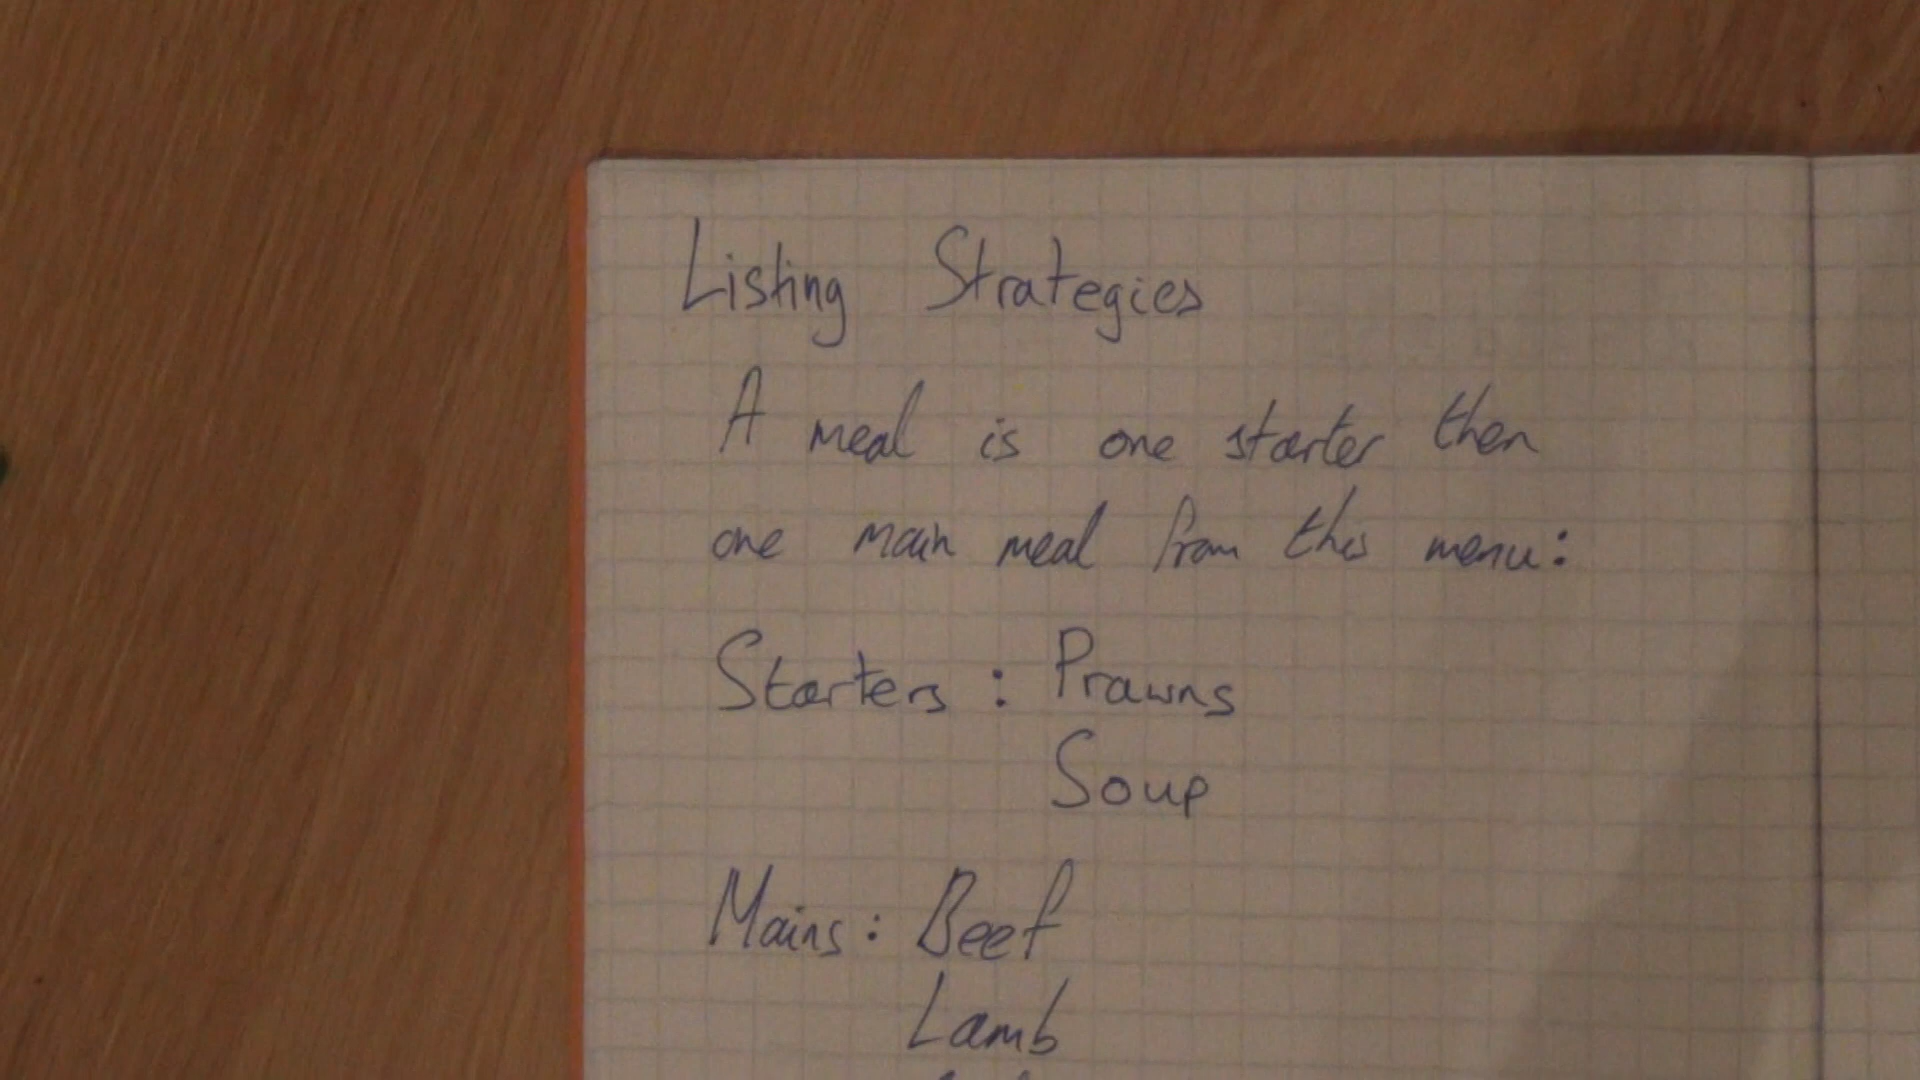 Listing Strategies
A meal is one starter then
one main meal from this menu:
Starters : Prawns
Soup
Mains : Beef
Lamb